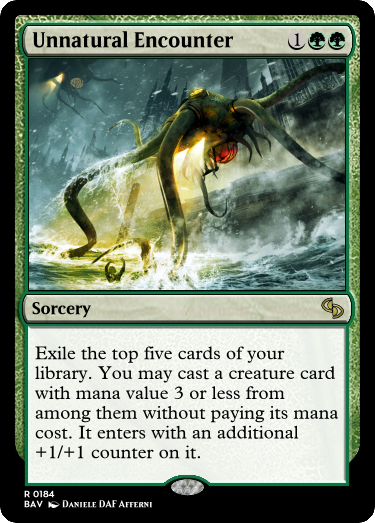 Unnatural Encounter 1
Sorcery
Exile the top five cards of your
library. You may cast a creature card
with mana value 3 or less from
among them without paying its mana
cost. It enters with an additional
+1/+1 counter on it.
R 0184
BAV Daniele DAF Afferni